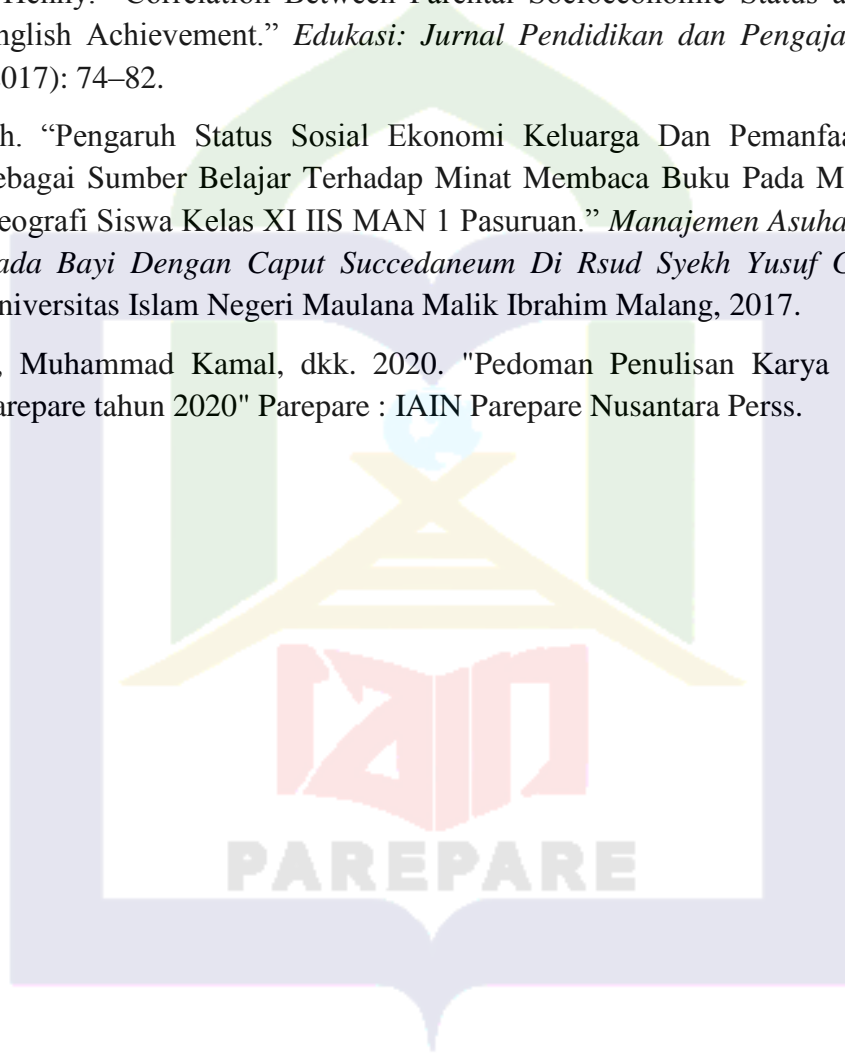 Henny. “Correlation Between Parental Socioeconomic Status a
nglish Achievement.” Edukasi: Jurnal Pendidikan dan Pengaja
017): 74–82.
h. “Pengaruh Status Sosial Ekonomi Keluarga Dan Pemanfaa
ebagai Sumber Belajar Terhadap Minat Membaca Buku Pada M
eografi Siswa Kelas XI IIS MAN 1 Pasuruan.” Manajemen Asuha
ada Bayi Dengan Caput Succedaneum Di Rsud Syekh Yusuf G
niversitas Islam Negeri Maulana Malik Ibrahim Malang, 2017.
, Muhammad Kamal, dkk. 2020. "Pedoman Penulisan Karya
arepare tahun 2020" Parepare : IAIN Parepare Nusantara Perss.
iain
PAREPARE